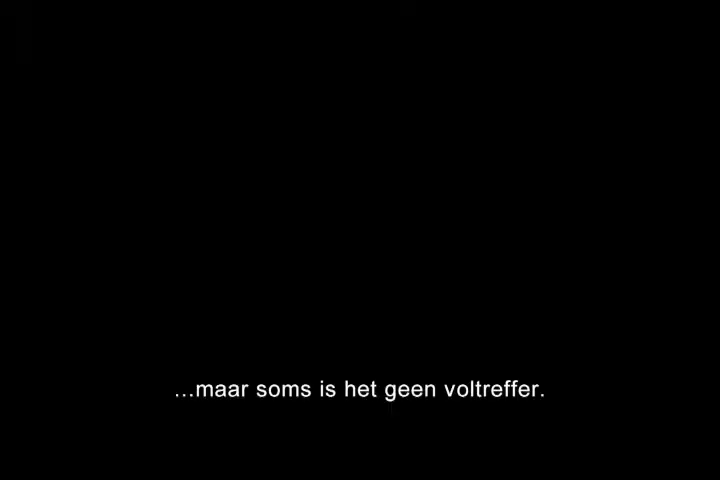 ...maar soms is het geen voltreffer.